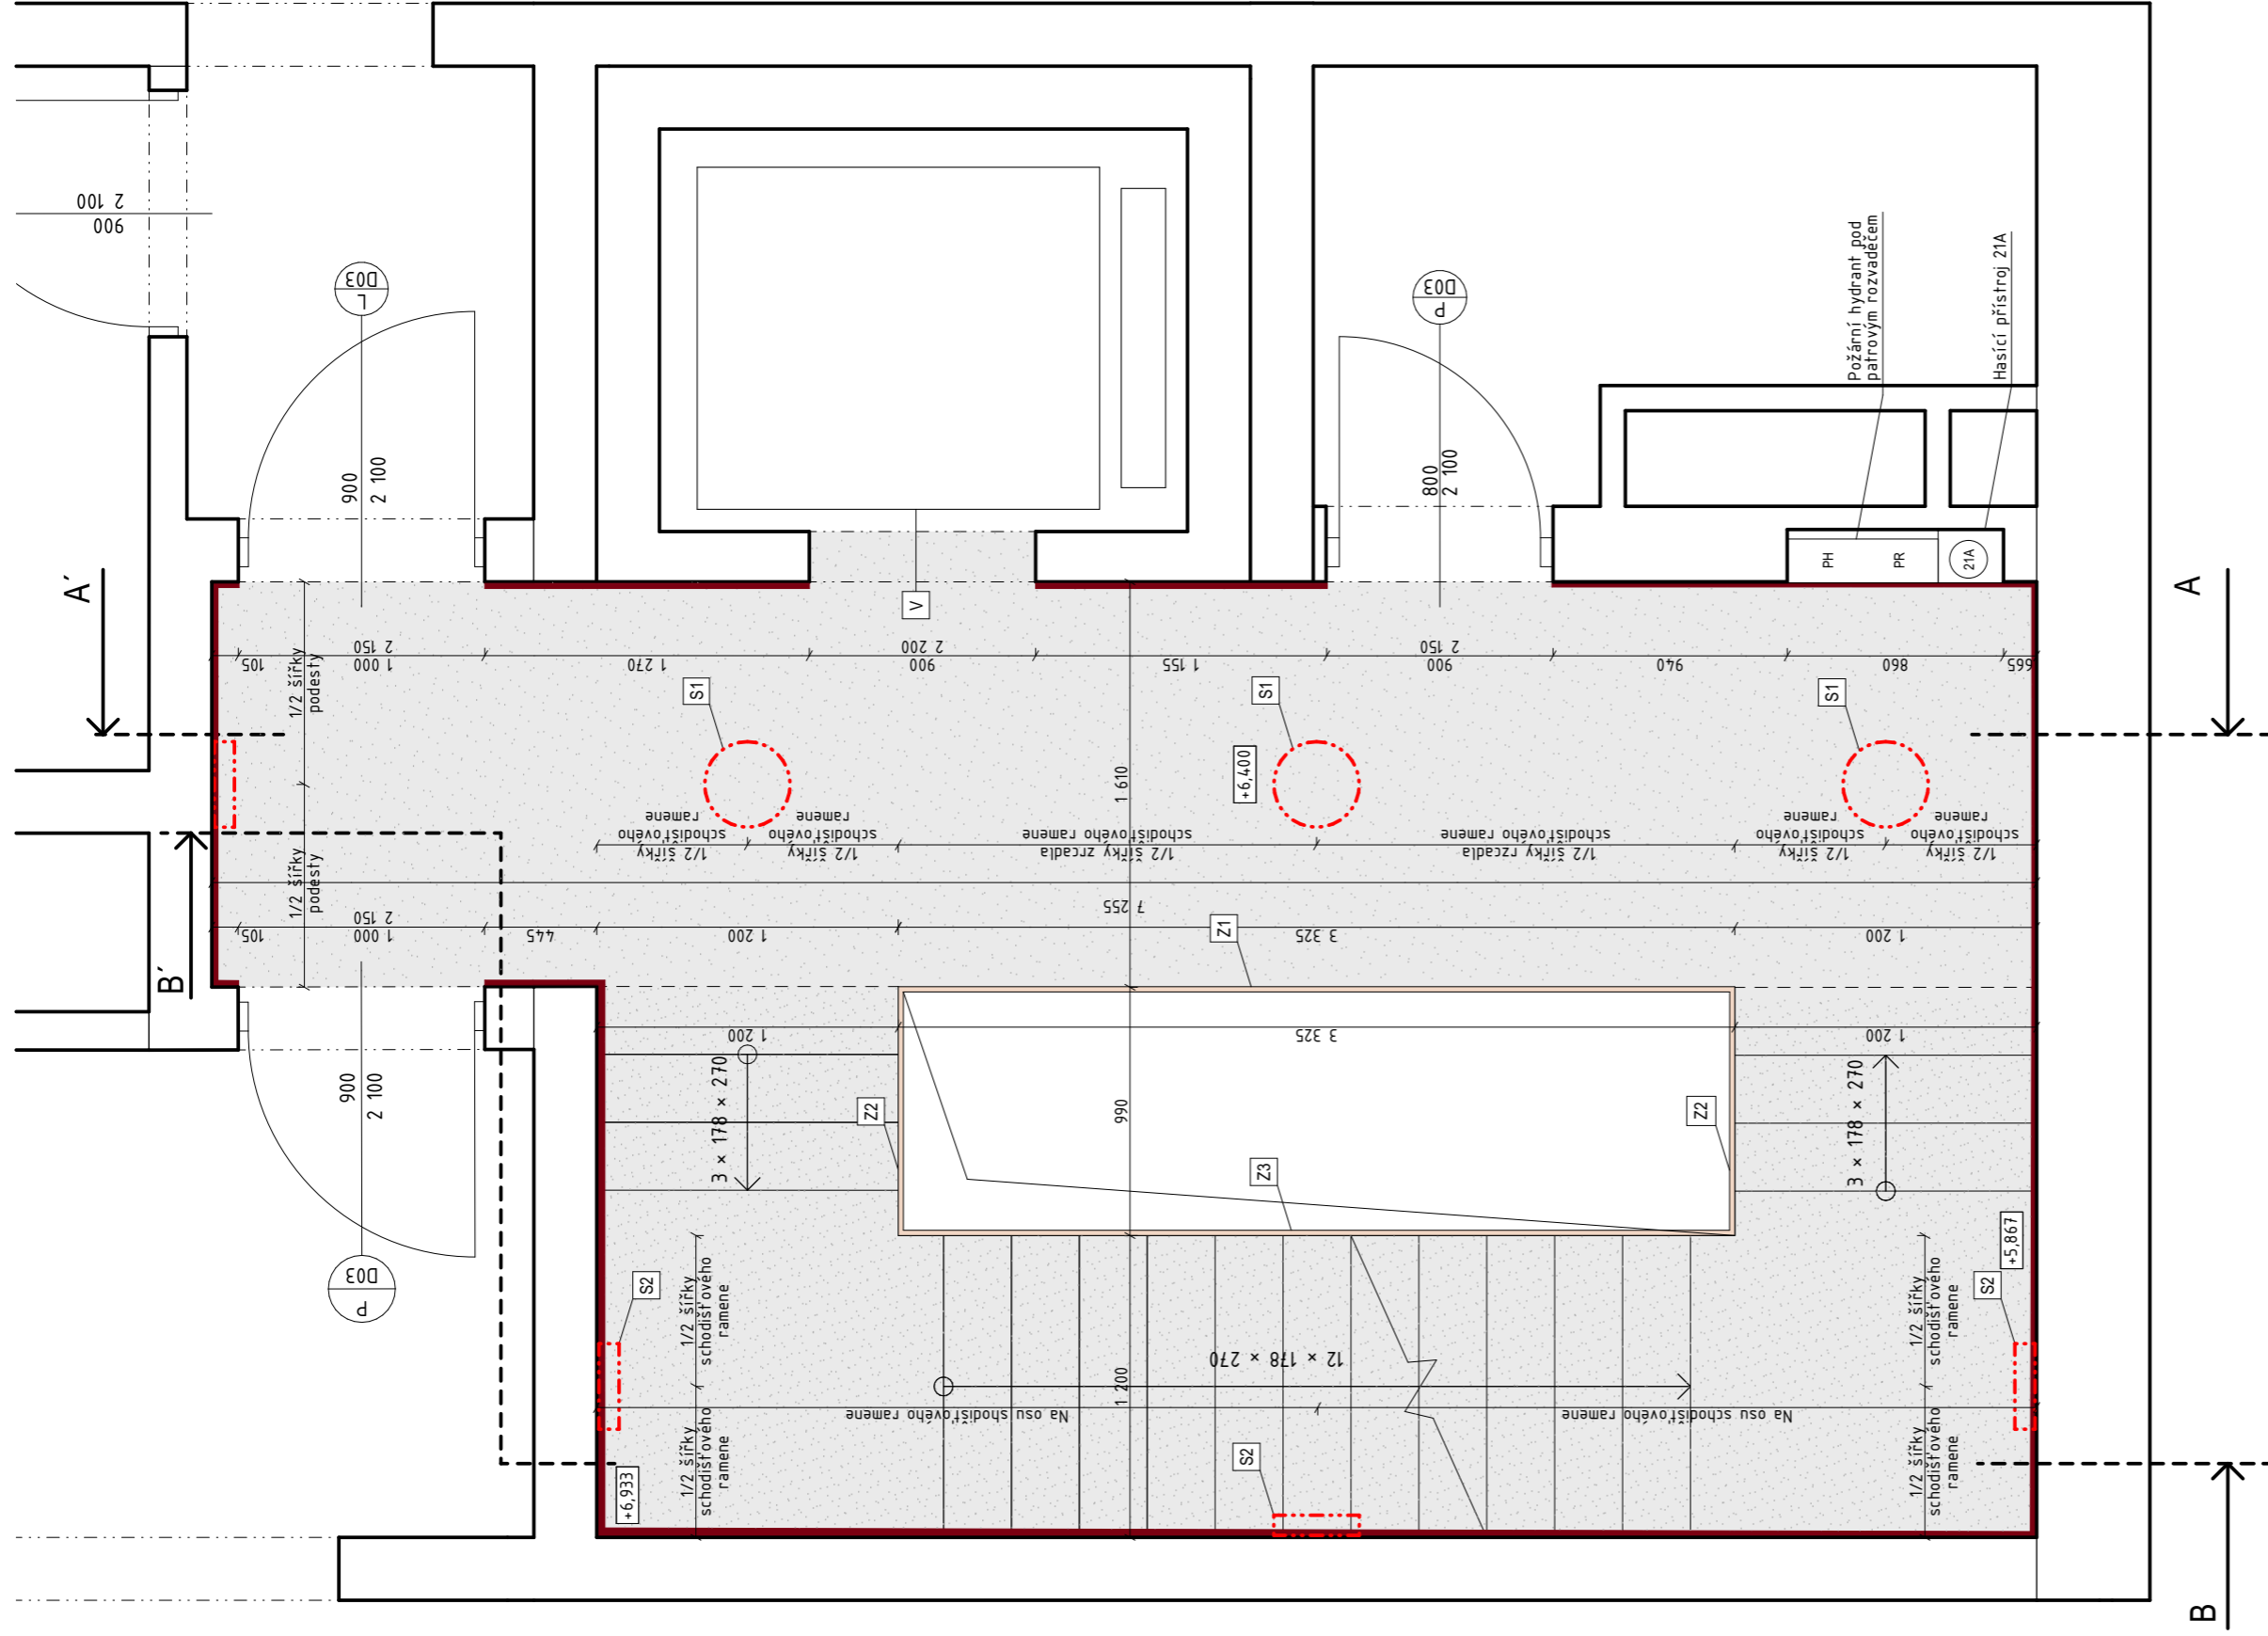 2 100
900
D03
L
900
2 100
D03
P
800
2 100
Požární hydrant pod
patrovým rozvaděčem
Hasící přístroj 21A
PH
PR
21A
V
A´
A
105
2 150
1 000
1 270
2 200
900
1 155
2 150
900
940
860
665
1/2 šířky
podesty
S1
S1
S1
+6,400
1 610
1/2 šířky
schodišťového
ramene
1/2 šířky
schodišťového
ramene
1/2 šířky zrcadla
schodišťového ramene
1/2 šířky rzcadla
schodišťového ramene
1/2 šířky
schodišťového
ramene
1/2 šířky
schodišťového
ramene
1/2 šířky
podesty
7 255
B´
105
2 150
1 000
445
1 200
3 325
1 200
Z1
1 200
3 325
1 200
900
2 100
D03
P
3 × 178 × 270
Z2
990
Z3
Z2
3 × 178 × 270
+5,867
S2
S2
1/2 šířky
schodišťového
ramene
1/2 šířky
schodišťového
ramene
12 × 178 × 270
1 200
Na osu shodišťového ramene
Na osu schodišťového ramene
1/2 šířky
schodišťového
ramene
1/2 šířky
schodišťového
ramene
+6,933
S2
B